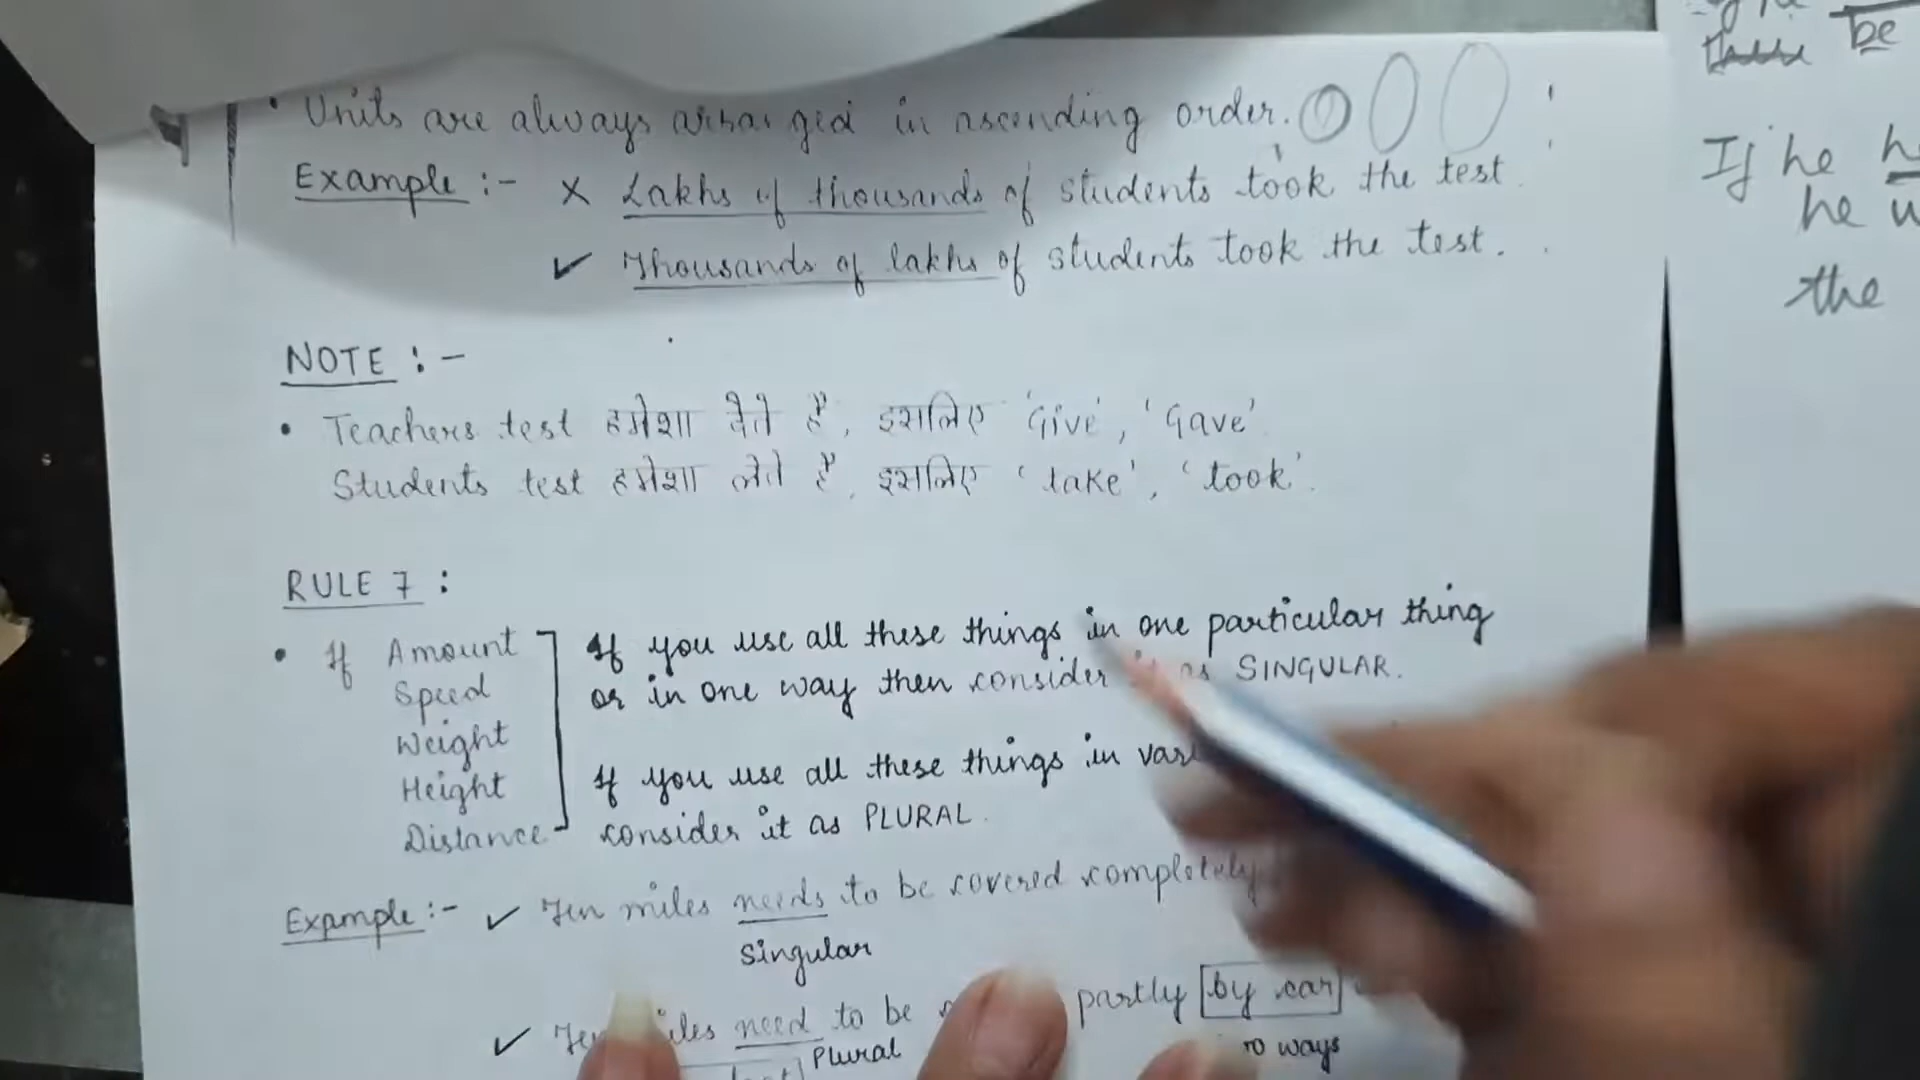 • Units are always arranged in ascending order.
Example :- × Lakhs of thousands of students took the test.
✓ Thousands of lakhs of students took the test.
NOTE :-
• Teachers test हमेशा देते हैं, इसलिए 'Give', 'Gave'
Students test हमेशा लेते हैं, इसलिए 'take', 'took'.
RULE 7 :
• If Amount
Speed
Weight
Height
Distance
If you use all these things in one particular thing
or in one way then consider as SINGULAR.
If you use all these things in
consider it as PLURAL.
Example :- ✓ Ten miles needs to be covered completely
Singular
✓ need to be partly by car
Plural ways
be
If he
he
the